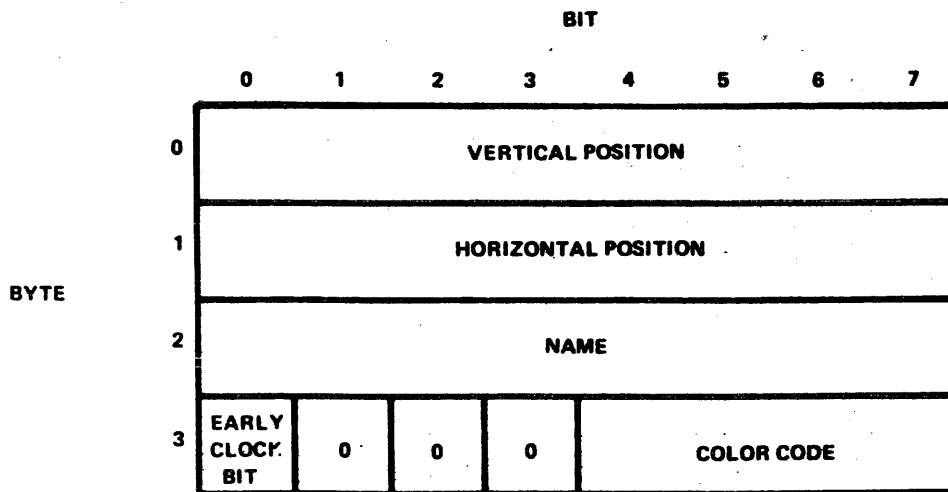 BIT
0 1 2 3 4 5 6 7
0 VERTICAL POSITION
1 HORIZONTAL POSITION
BYTE
2 NAME
3 EARLY CLOCK BIT 0 0 0 COLOR CODE